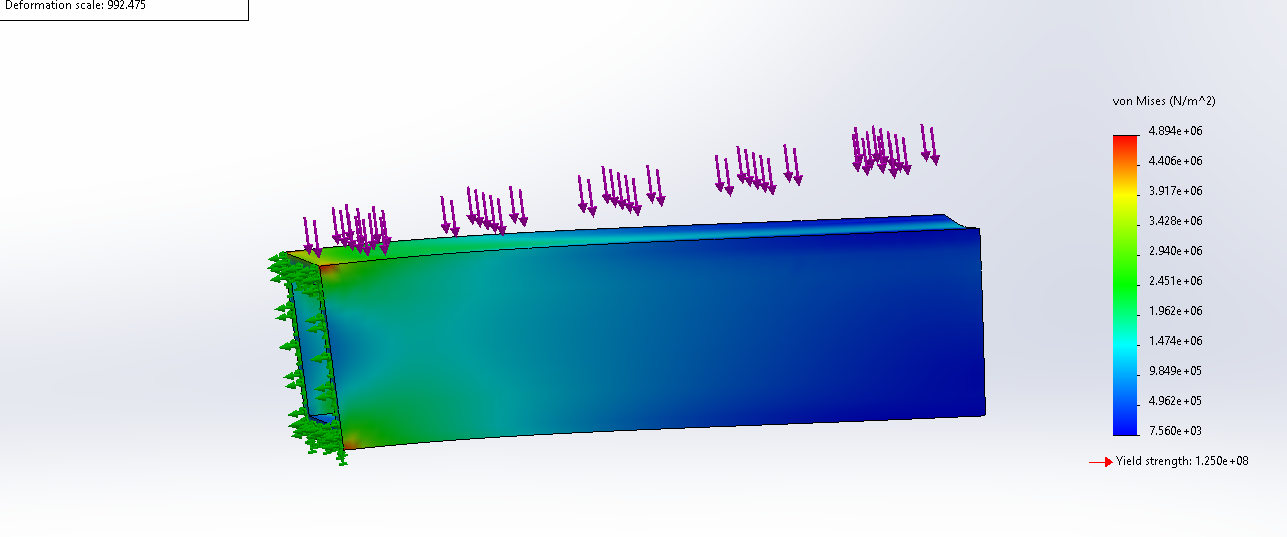 Deformation scale: 992.475
von Mises (N/m^2)
4.894e+06
4.406e+06
3.917e+06
3.428e+06
2.940e+06
2.451e+06
1.962e+06
1.474e+06
9.849e+05
4.962e+05
7.560e+03
Yield strength: 1.250e+08